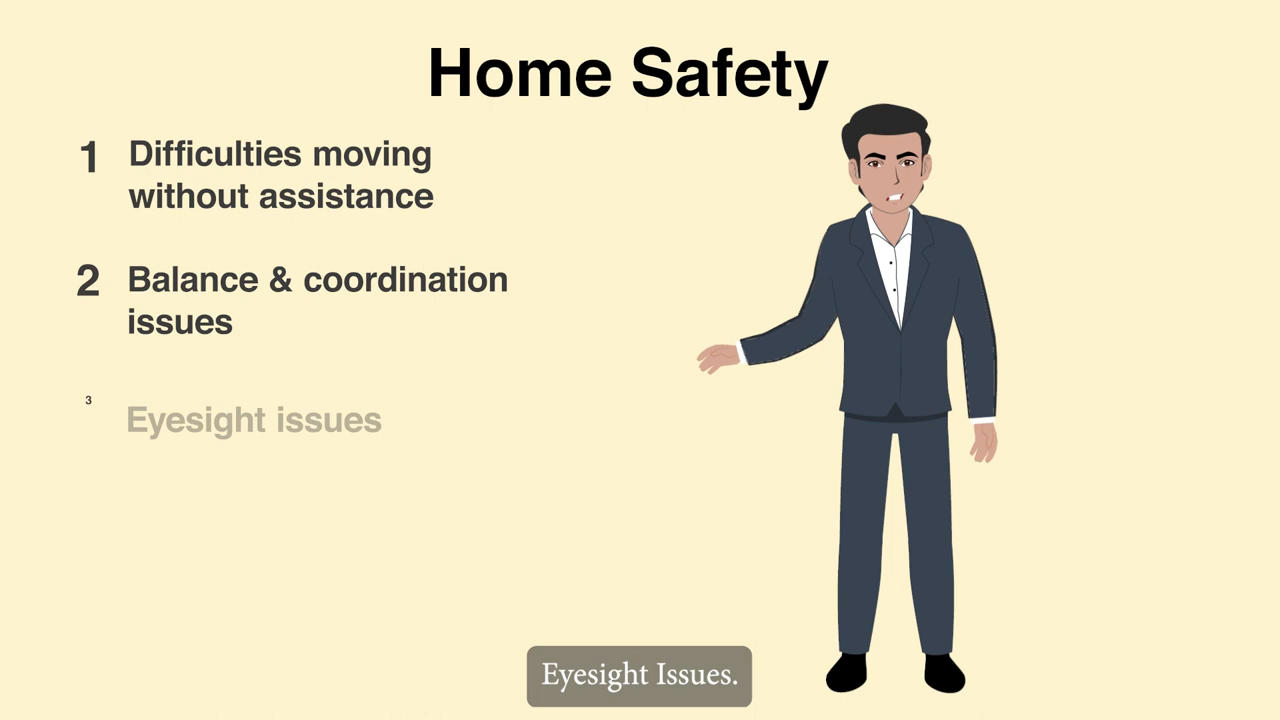 Home Safety
1 Difficulties moving
without assistance
2 Balance & coordination
issues
3 Eyesight issues
Eyesight Issues.